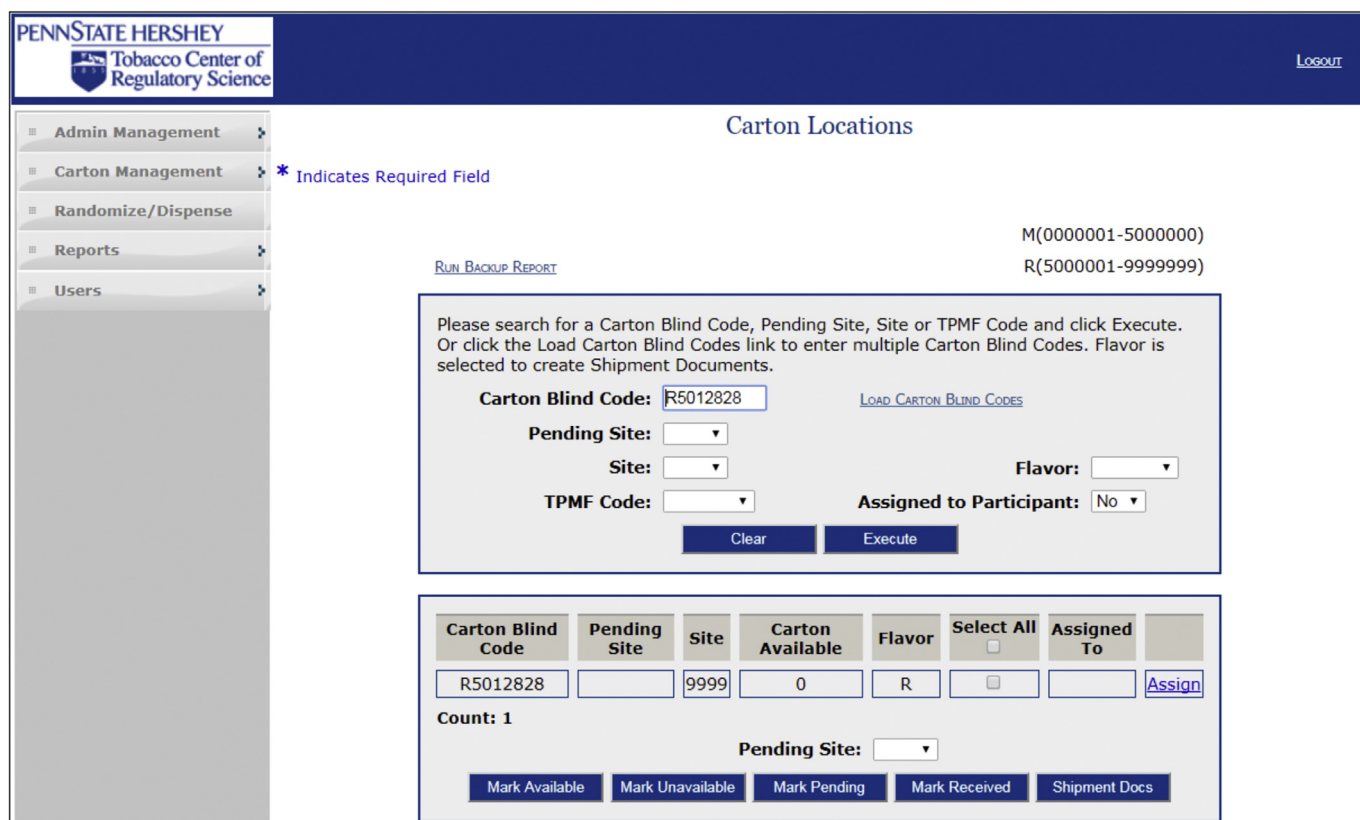 PENNSTATE HERSHEY
Tobacco Center of
1855
Regulatory Science
LOGOUT
Admin Management
Carton Management
Randomize/Dispense
Reports
Users
Carton Locations
* Indicates Required Field
M(0000001-5000000)
RUN BACKUP REPORT R(5000001-9999999)
Please search for a Carton Blind Code, Pending Site, Site or TPMF Code and click Execute.
Or click the Load Carton Blind Codes link to enter multiple Carton Blind Codes. Flavor is
selected to create Shipment Documents.
Carton Blind Code: R5012828 LOAD CARTON BLIND CODES
Pending Site:
Site: Flavor:
TPMF Code: Assigned to Participant: No
Clear Execute
Carton Blind Code Pending Site Site Carton Available Flavor Select All Assigned To
R5012828 9999 0 R Assign
Count: 1
Pending Site:
Mark Available Mark Unavailable Mark Pending Mark Received Shipment Docs